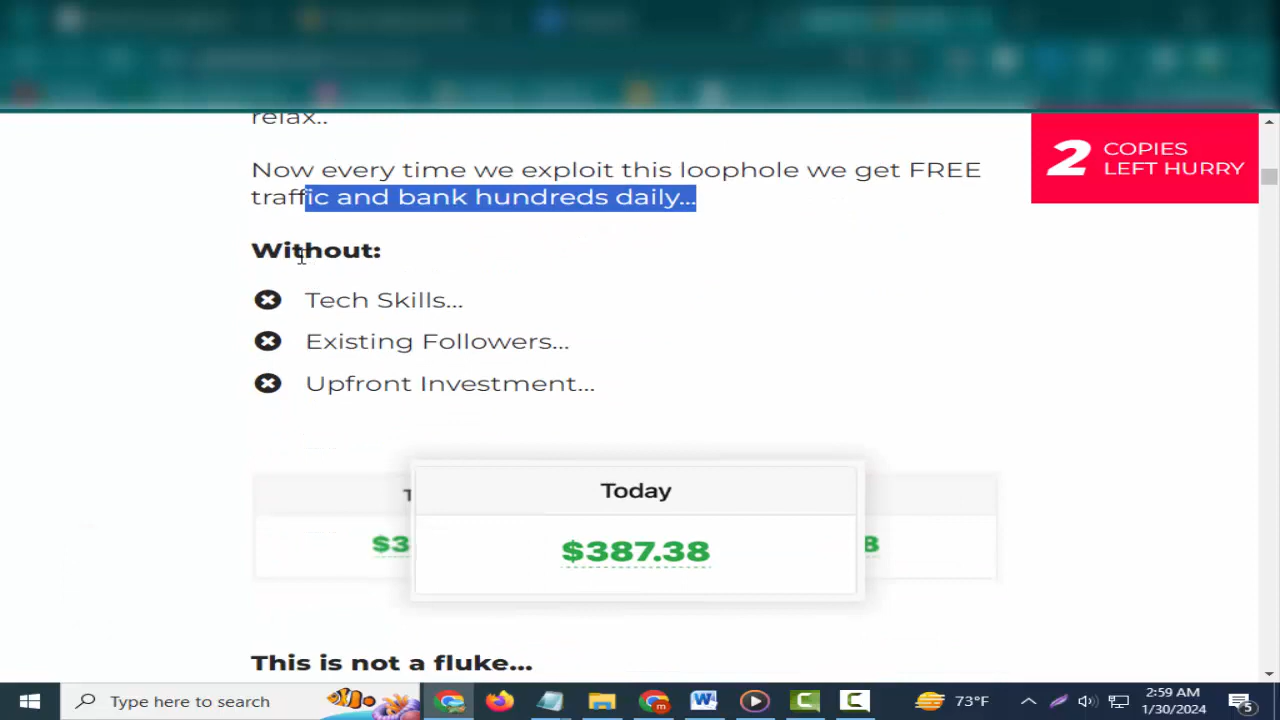 relax..
2 COPIES
LEFT HURRY
Now every time we exploit this loophole we get FREE
traffic and bank hundreds daily...
Without:
Tech Skills...
Existing Followers...
Upfront Investment...
Today
$387.38
This is not a fluke...
Type here to search
73°F
2:59 AM
1/30/2024
5